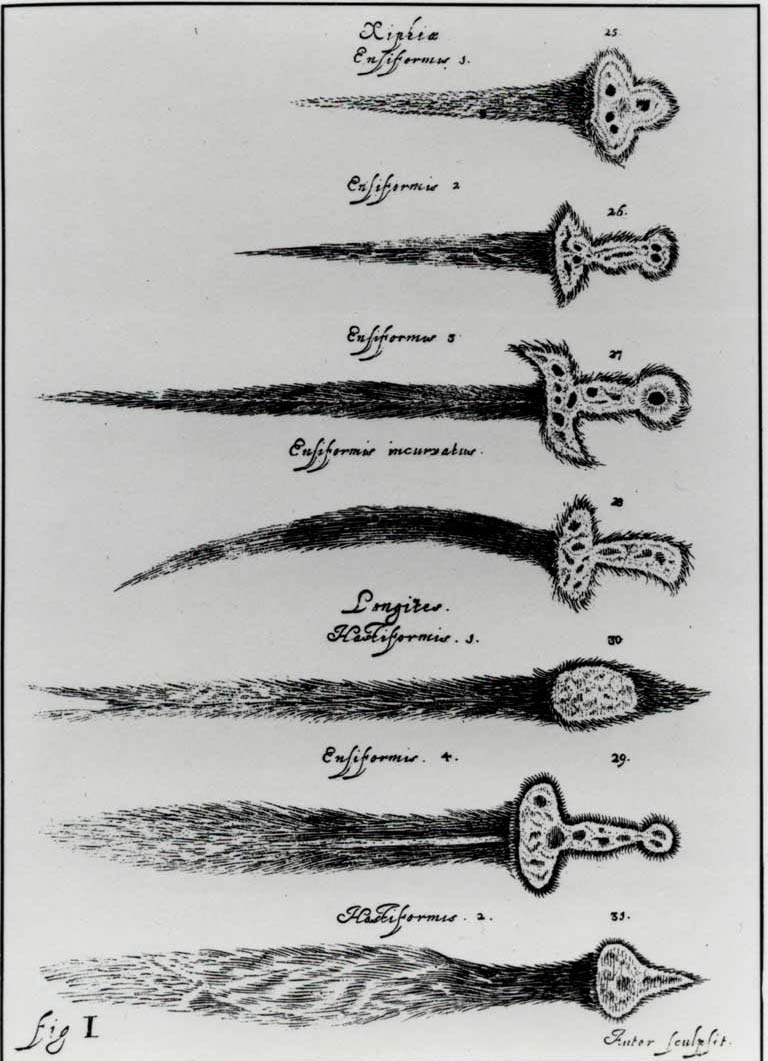 Xiphiæ
25.
Ensiformis 1.
Ensiformis 2
26.
Ensiformis 3
27
Ensiformis incurvatus.
28
Longites.
Hastiformis. 1.
30
Ensiformis. 4.
29.
Hastiformis. 2.
31.
fig I
Autor sculpsit.